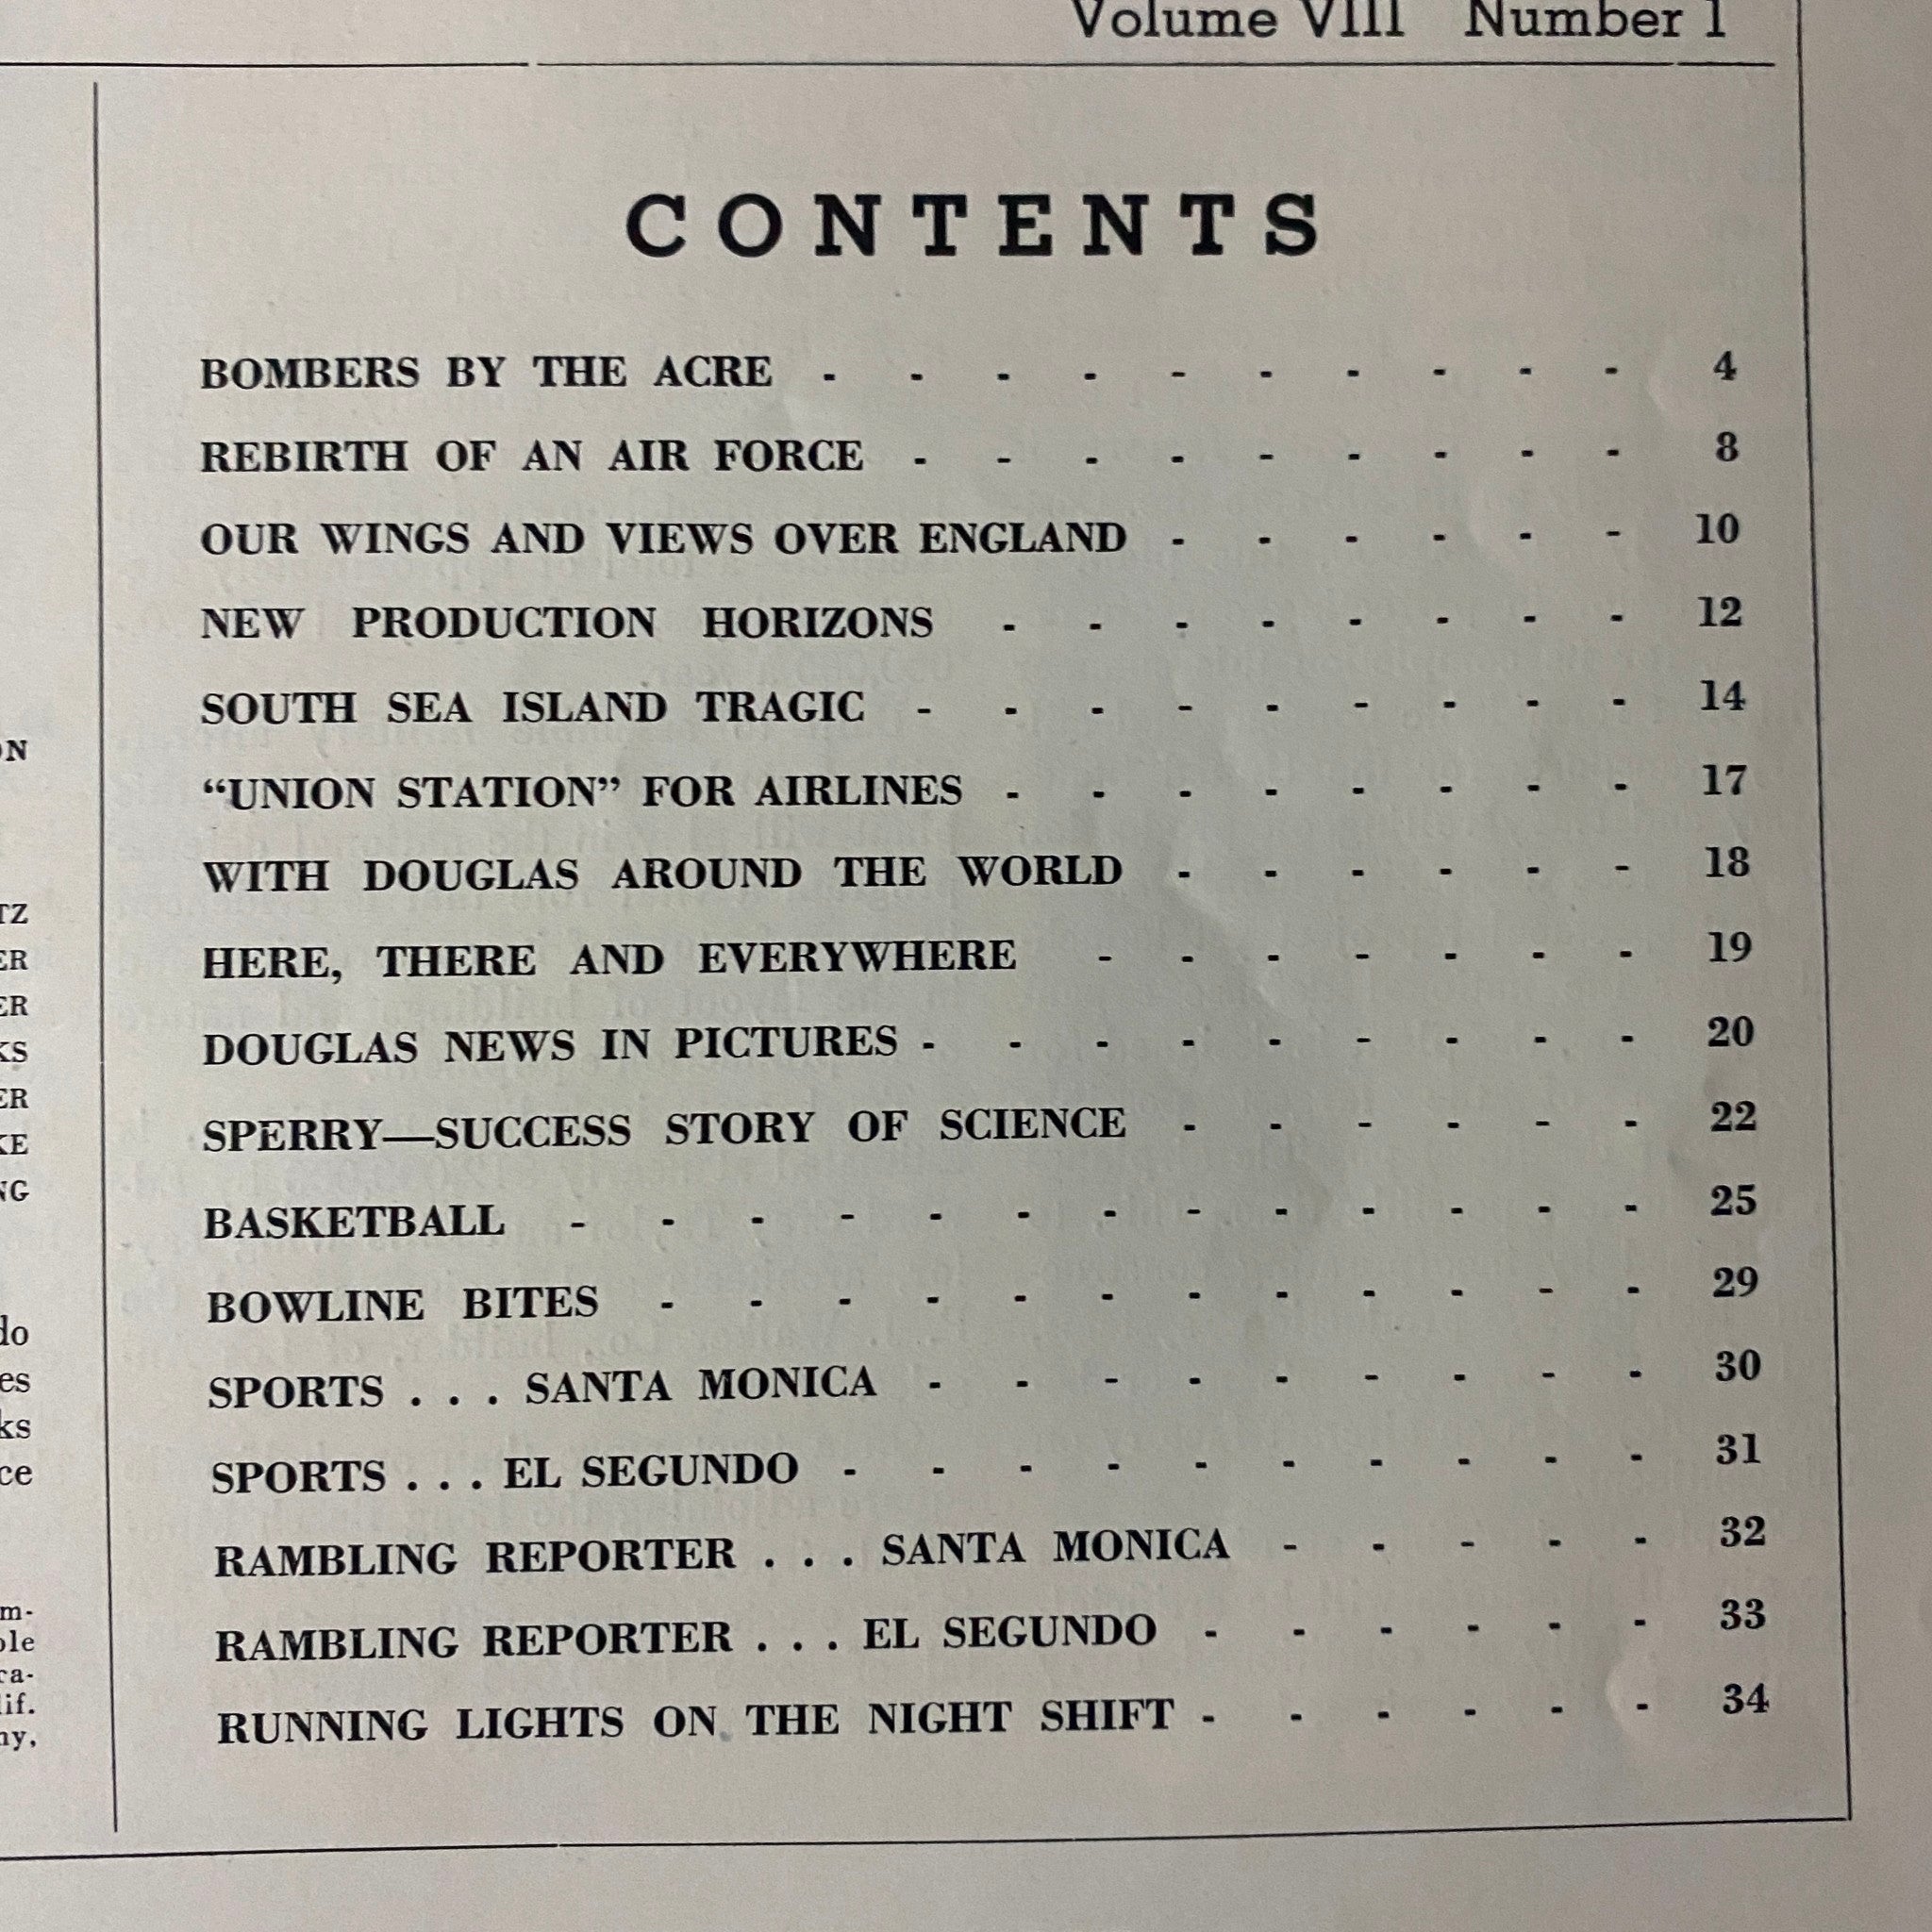 Volume VIII Number 1
CONTENTS
BOMBERS BY THE ACRE - - - - - - - - - - 4
REBIRTH OF AN AIR FORCE - - - - - - - - - 8
OUR WINGS AND VIEWS OVER ENGLAND - - - - - - 10
NEW PRODUCTION HORIZONS - - - - - - - - 12
SOUTH SEA ISLAND TRAGIC - - - - - - - - - 14
“UNION STATION” FOR AIRLINES - - - - - - - - 17
WITH DOUGLAS AROUND THE WORLD - - - - - - 18
HERE, THERE AND EVERYWHERE - - - - - - - 19
DOUGLAS NEWS IN PICTURES - - - - - - - - - 20
SPERRY—SUCCESS STORY OF SCIENCE - - - - - - 22
BASKETBALL - - - - - - - - - - - - - 25
BOWLINE BITES - - - - - - - - - - - - 29
SPORTS . . . SANTA MONICA - - - - - - - - - 30
SPORTS . . . EL SEGUNDO - - - - - - - - - - 31
RAMBLING REPORTER . . . SANTA MONICA - - - - - 32
RAMBLING REPORTER . . . EL SEGUNDO - - - - - - 33
RUNNING LIGHTS ON THE NIGHT SHIFT - - - - - - 34